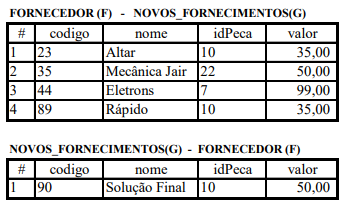 FORNECEDOR (F) - NOVOS_FORNECIMENTOS(G)
# codigo nome idPeca valor
1 23 Altar 10 35,00
2 35 Mecânica Jair 22 50,00
3 44 Eletrons 7 99,00
4 89 Rápido 10 35,00
NOVOS_FORNECIMENTOS(G) - FORNECEDOR (F)
# codigo nome idPeca valor
1 90 Solução Final 10 50,00